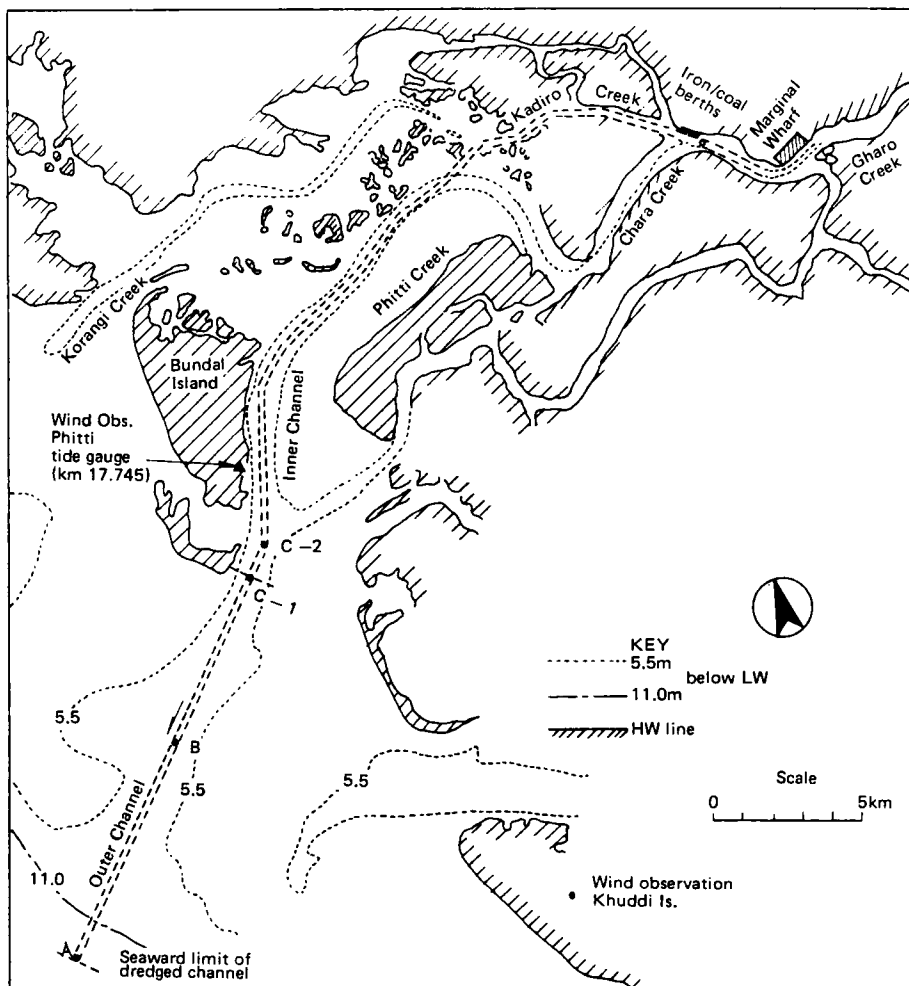 Iron/coal
berths
Marginal
Wharf
Kadiro
Creek
Gharo
Creek
Chara Creek
Phitti Creek
Korangi Creek
Bundal
Island
Wind Obs.
Phitti
tide gauge
(km 17.745)
Inner Channel
C-2
C-1
KEY
5.5m
below LW
11.0m
HW line
5.5
B
5.5
5.5
Scale
0 5km
Outer Channel
11.0
Wind observation
Khuddi Is.
A
Seaward limit of
dredged channel